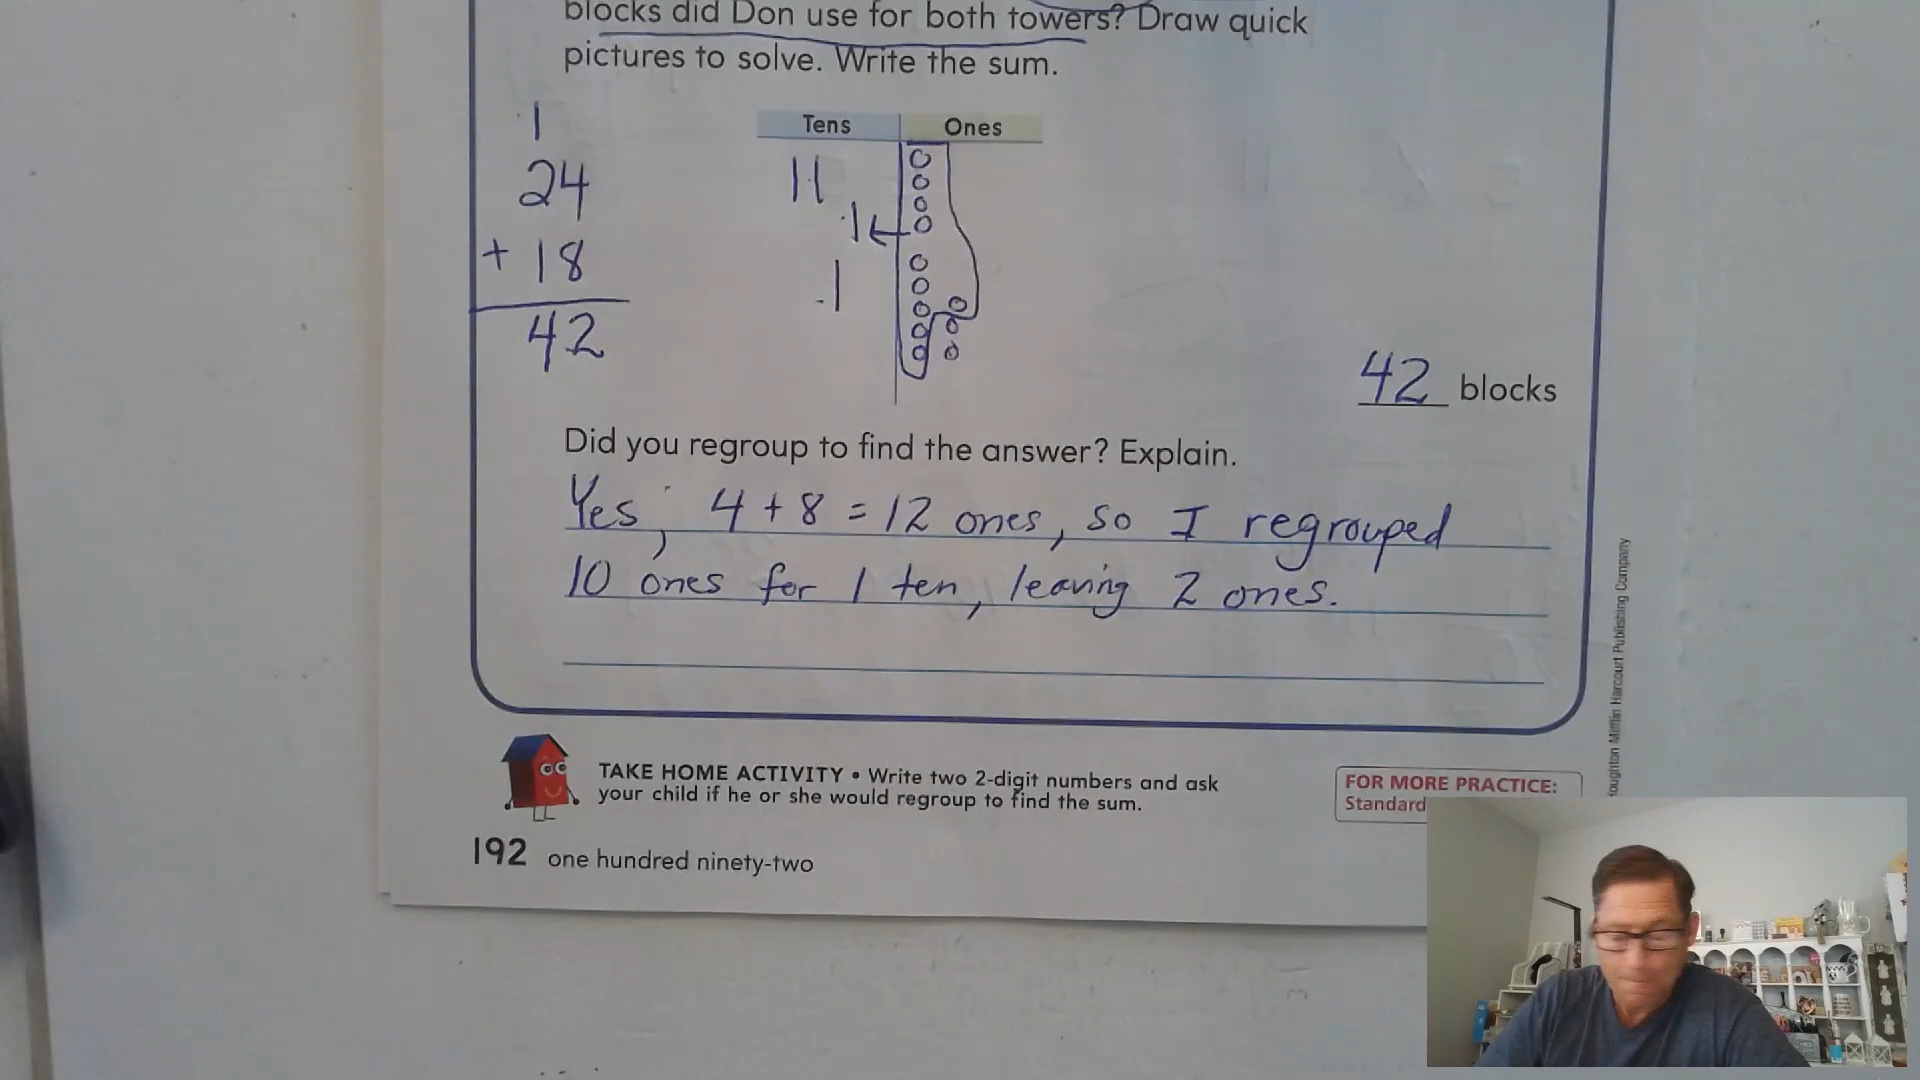 blocks did Don use for both towers? Draw quick
pictures to solve. Write the sum.
1
24
+ 18
42
Tens Ones
42 blocks
Did you regroup to find the answer? Explain.
Yes, 4 + 8 = 12 ones, so I regrouped
10 ones for 1 ten, leaving 2 ones.
TAKE HOME ACTIVITY • Write two 2-digit numbers and ask
your child if he or she would regroup to find the sum.
FOR MORE PRACTICE:
Standard
192 one hundred ninety-two
Houghton Mifflin Harcourt Publishing Company